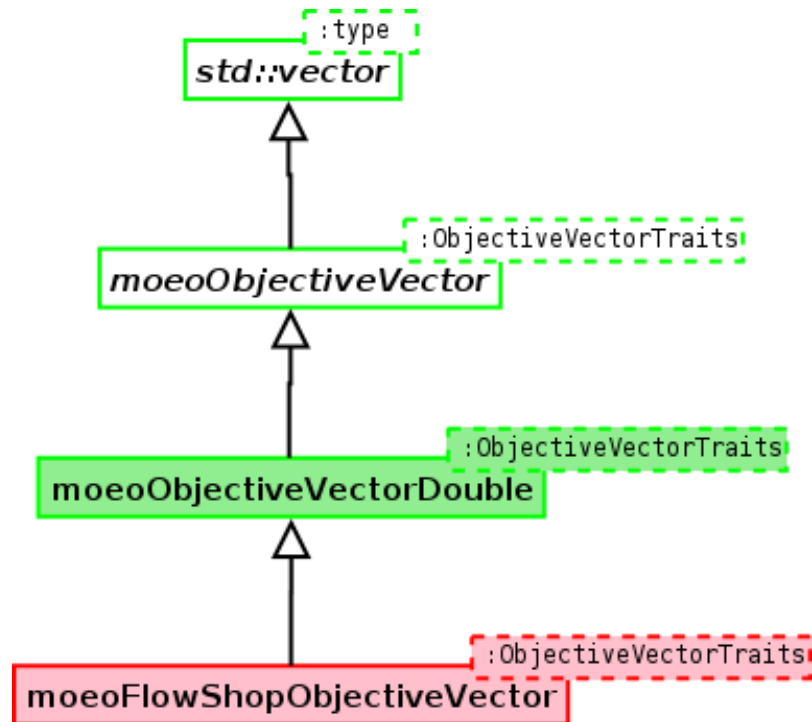 :type
std::vector
:ObjectiveVectorTraits
moeoObjectiveVector
:ObjectiveVectorTraits
moeoObjectiveVectorDouble
:ObjectiveVectorTraits
moeoFlowShopObjectiveVector